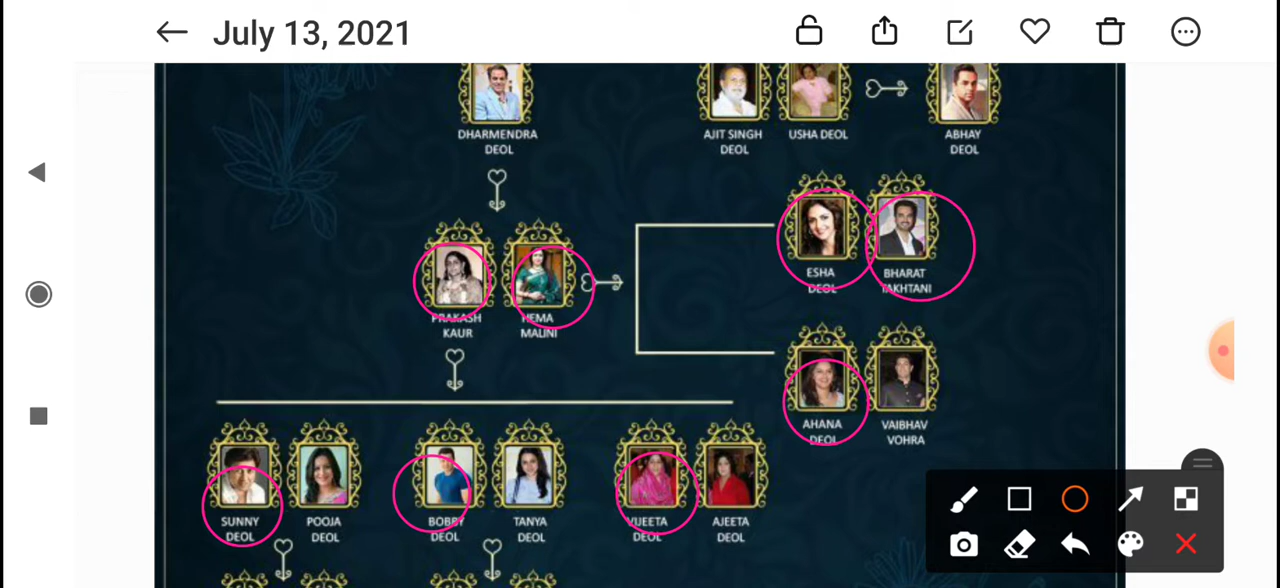 July 13, 2021
DHARMENDRA
DEOL
AJIT SINGH
DEOL
USHA DEOL
ABHAY
DEOL
ESHA
DEOL
BHARAT
TAKHTANI
PRAKASH
KAUR
HEMA
MALINI
AHANA
DEOL
VAIBHAV
VOHRA
SUNNY
DEOL
POOJA
DEOL
BOBBY
DEOL
TANYA
DEOL
VIJEETA
DEOL
AJEETA
DEOL